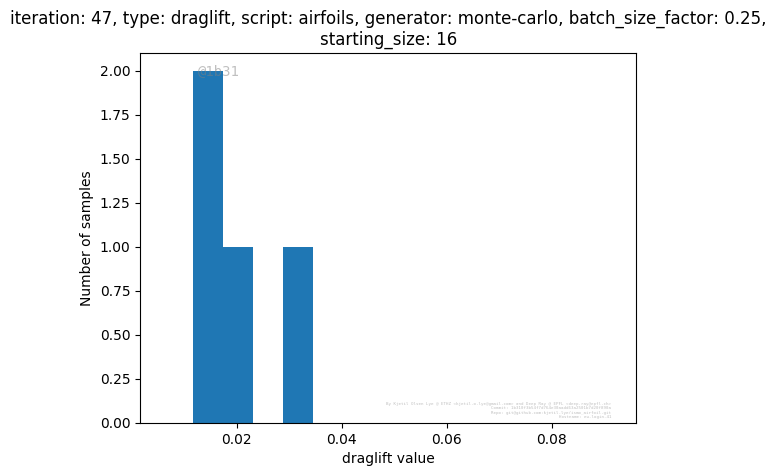 iteration: 47, type: draglift, script: airfoils, generator: monte-carlo, batch_size_factor: 0.25,
starting_size: 16
@1b31
2.00
1.75
1.50
1.25
1.00
0.75
0.50
0.25
0.00
Number of samples
0.02 0.04 0.06 0.08
draglift value